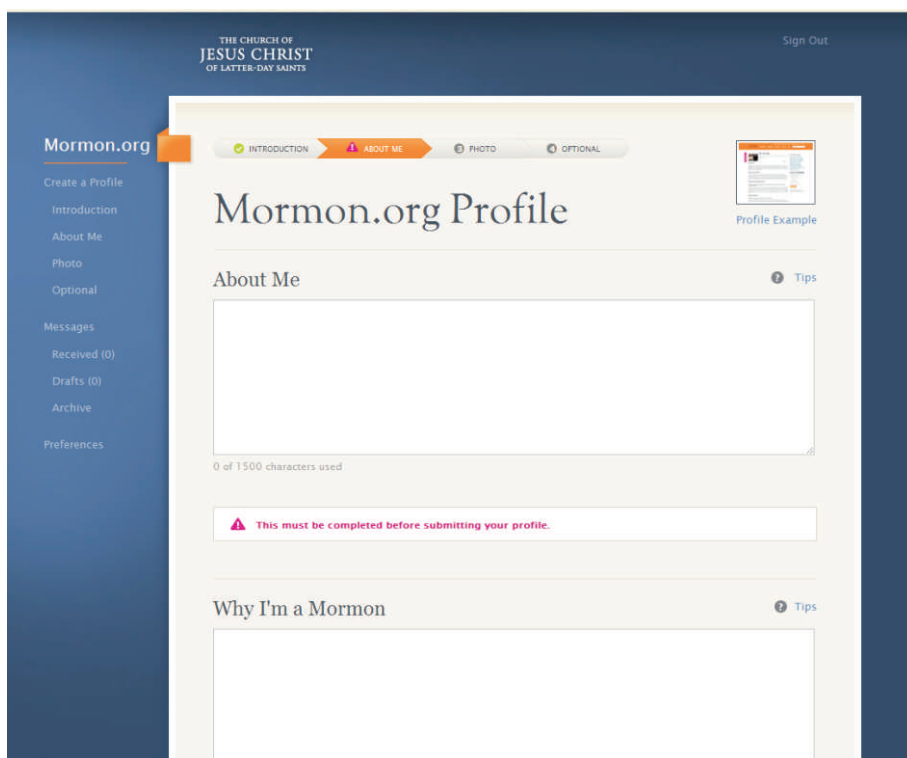 THE CHURCH OF
JESUS CHRIST
OF LATTER-DAY SAINTS
Sign Out
Mormon.org
Create a Profile
Introduction
About Me
Photo
Optional
Messages
Received (0)
Drafts (0)
Archive
Preferences
INTRODUCTION
ABOUT ME
3 PHOTO
4 OPTIONAL
Mormon.org Profile
Profile Example
About Me
? Tips
0 of 1500 characters used
This must be completed before submitting your profile.
Why I'm a Mormon
? Tips